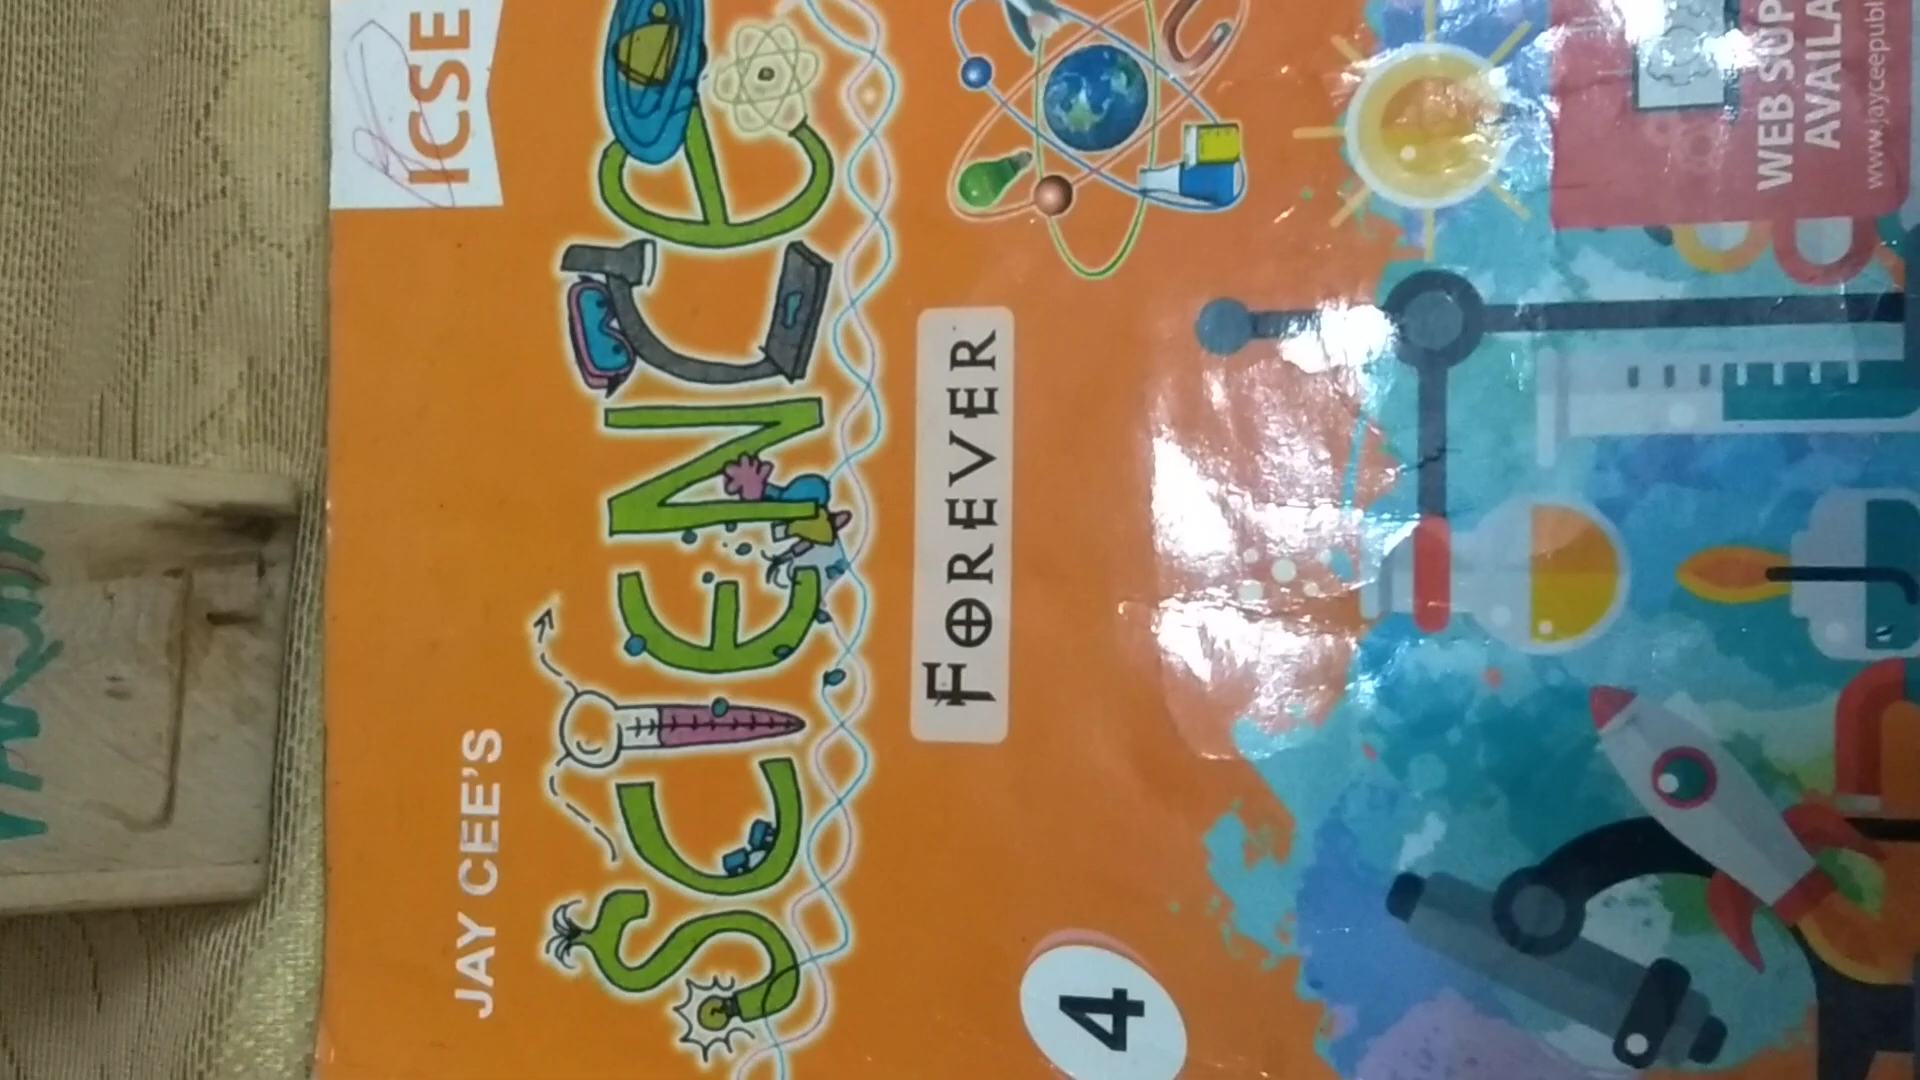 ICSE
JAY CEE'S
SCIENCE
FOREVER
4
WEB SUP
AVAILA
www.jayceepubl